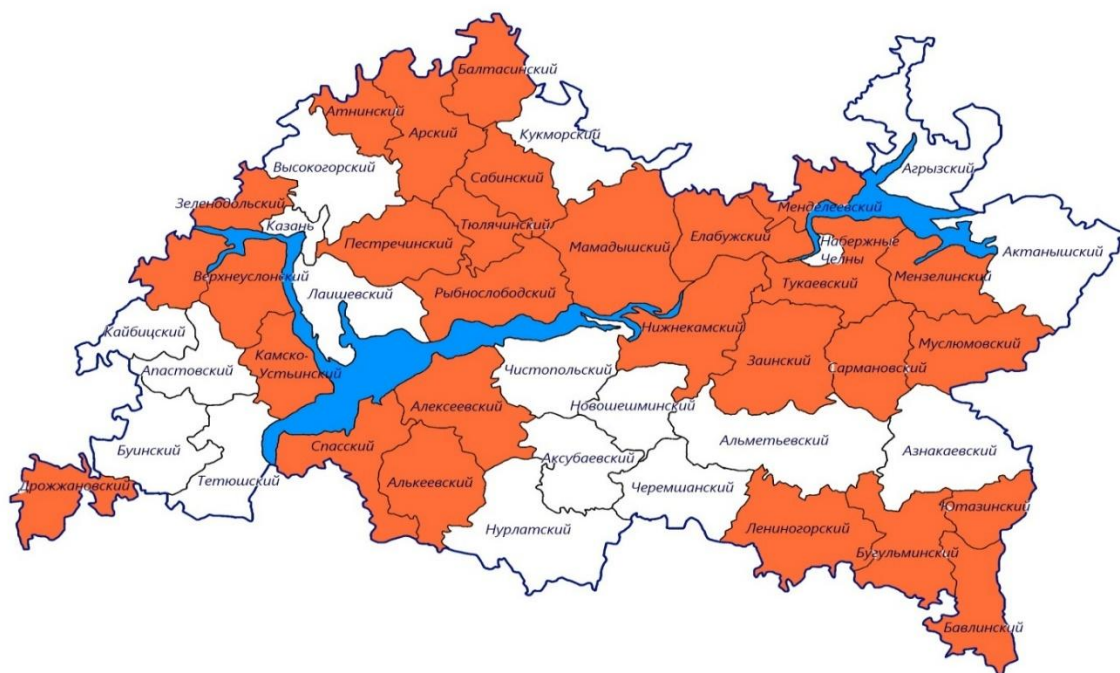 Балтасинский
Атнинский
Арский
Кукморский
Высокогорский
Сабинский
Агрызский
Зеленодольский
Казань
Менделеевский
Пестречинский
Тюлячинский
Мамадышский
Елабужский
Набержные
Челны
Актанышский
Верхнеуслонский
Лаишевский
Рыбнослободский
Тукаевский
Мензелинский
Кайбицкий
Нижнекамский
Муслюмовский
Камско-
Устьинский
Апастовский
Чистопольский
Заинский
Сармановский
Алексеевский
Новошешминский
Буинский
Спасский
Аксубаевский
Альметьевский
Азнакаевский
Дрожжановский
Тетюшский
Алькеевский
Черемшанский
Нурлатский
Лениногорский
Ютазинский
Бугульминский
Бавлинский